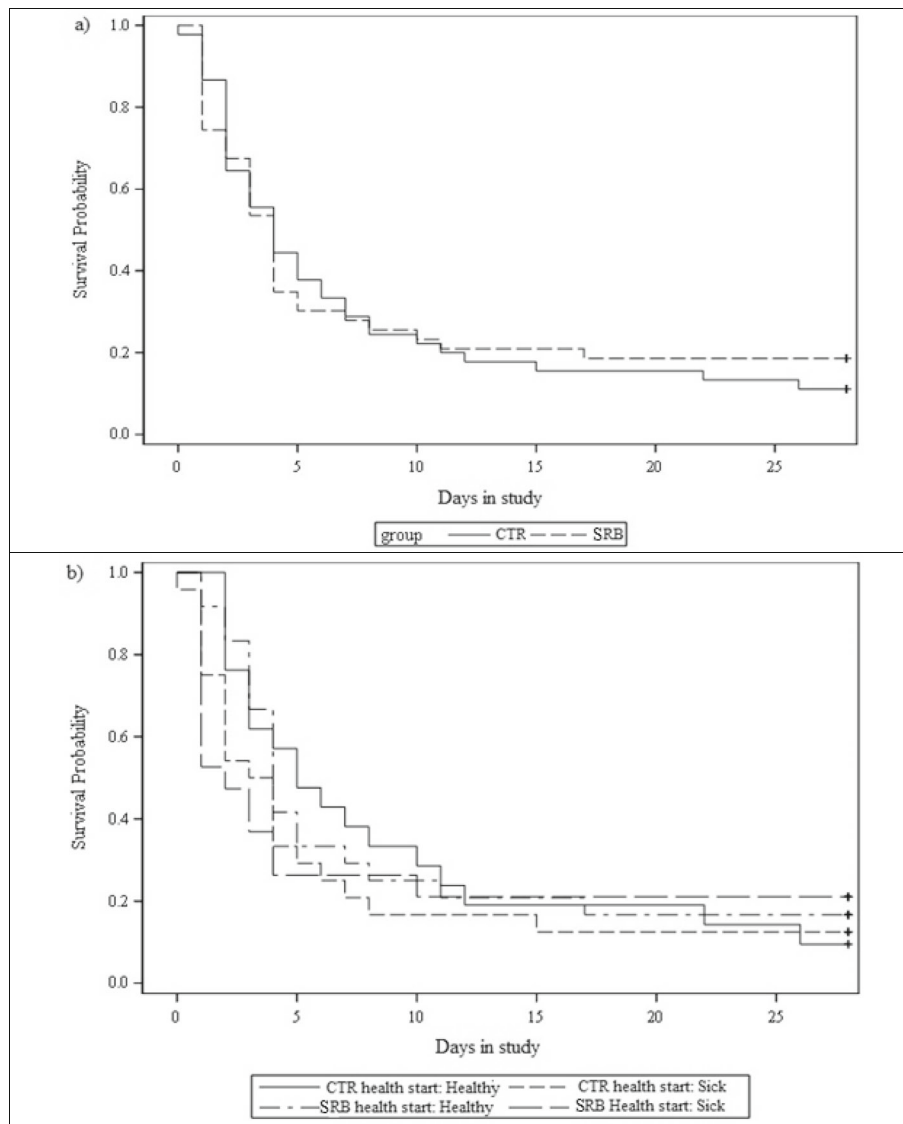 a)
1.0
0.8
0.6
0.4
0.2
0.0
Survival Probability
0 5 10 15 20 25
Days in study
group CTR SRB
b)
1.0
0.8
0.6
0.4
0.2
0.0
Survival Probability
0 5 10 15 20 25
Days in study
CTR health start: Healthy CTR health start: Sick
SRB health start: Healthy SRB Health start: Sick